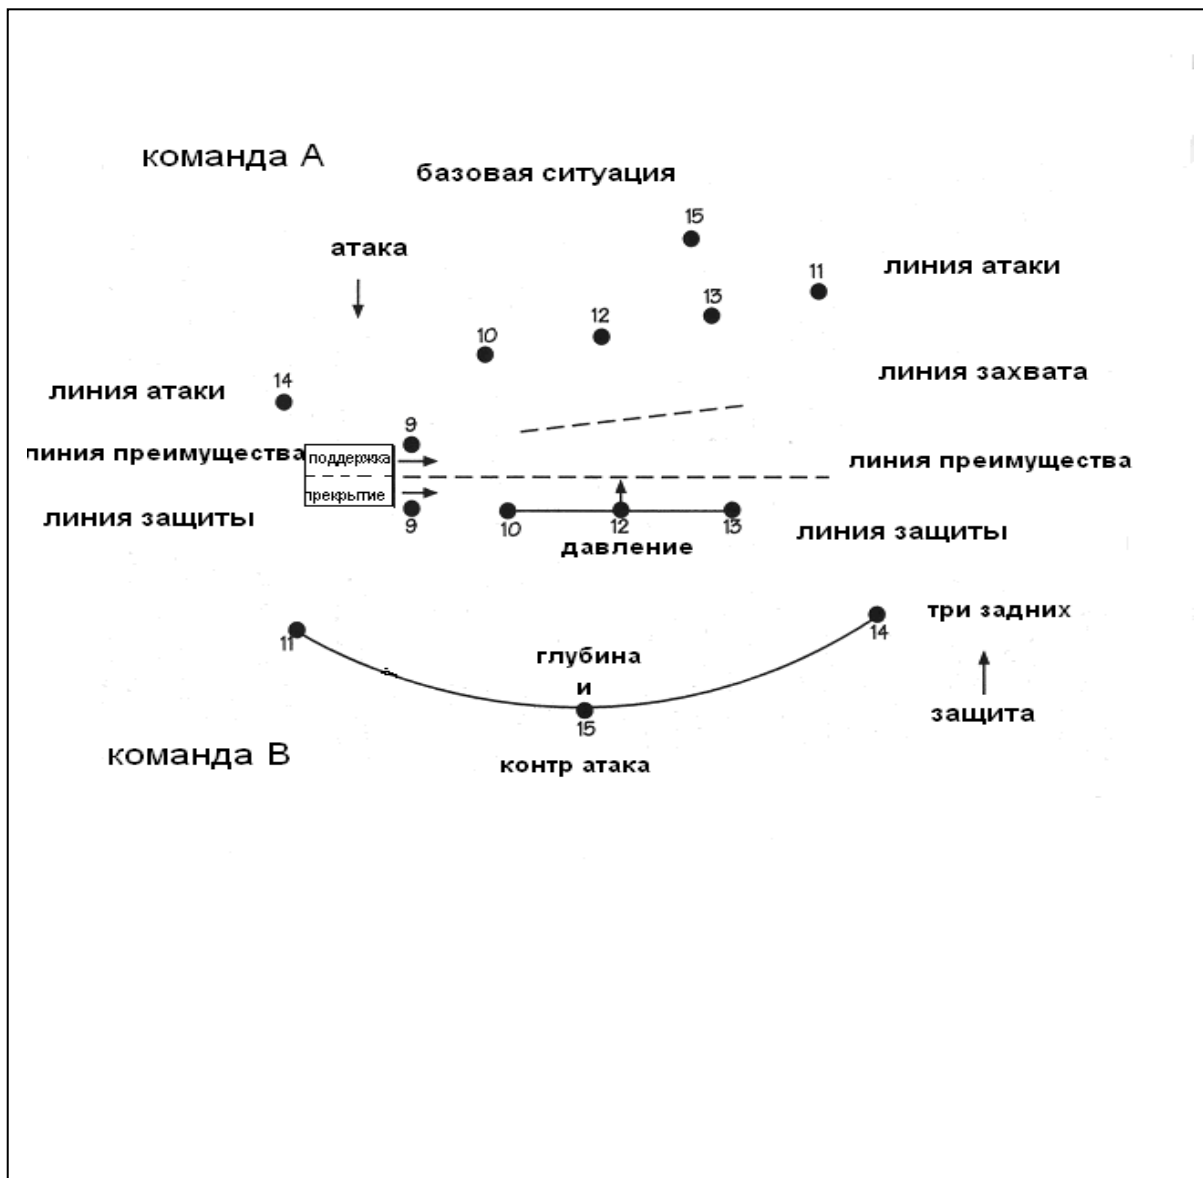 команда А
базовая ситуация
15
атака
11
линия атаки
13
12
10
линия захвата
14
линия атаки
9
линия преимущества
поддержка
линия преимущества
прекрытие
линия защиты
9
10
12
13
линия защиты
давление
три задних
14
11
глубина
и
15
защита
команда В
контр атака